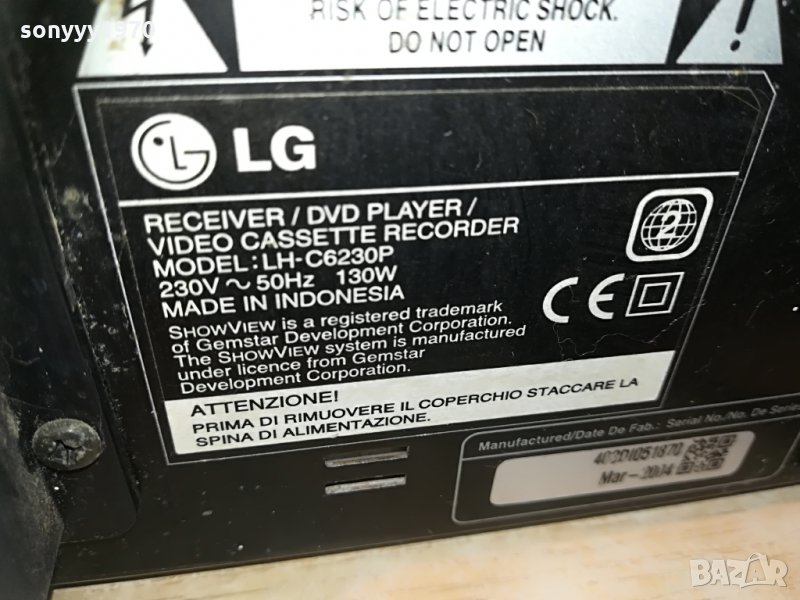 sonyyy1970
RISK OF ELECTRIC SHOCK.
DO NOT OPEN
LG
RECEIVER / DVD PLAYER /
VIDEO CASSETTE RECORDER
MODEL: LH-C6230P
230V ~ 50Hz 130W
MADE IN INDONESIA
2
CE
SHOWVIEW is a registered trademark
of Gemstar Development Corporation.
The SHOWVIEW system is manufactured
under licence from Gemstar
Development Corporation.
ATTENZIONE!
PRIMA DI RIMUOVERE IL COPERCHIO STACCARE LA
SPINA DI ALIMENTAZIONE.
Manufactured/Date De Fab.: Serial No./No. De Serie
Mar-2004
BAZAR